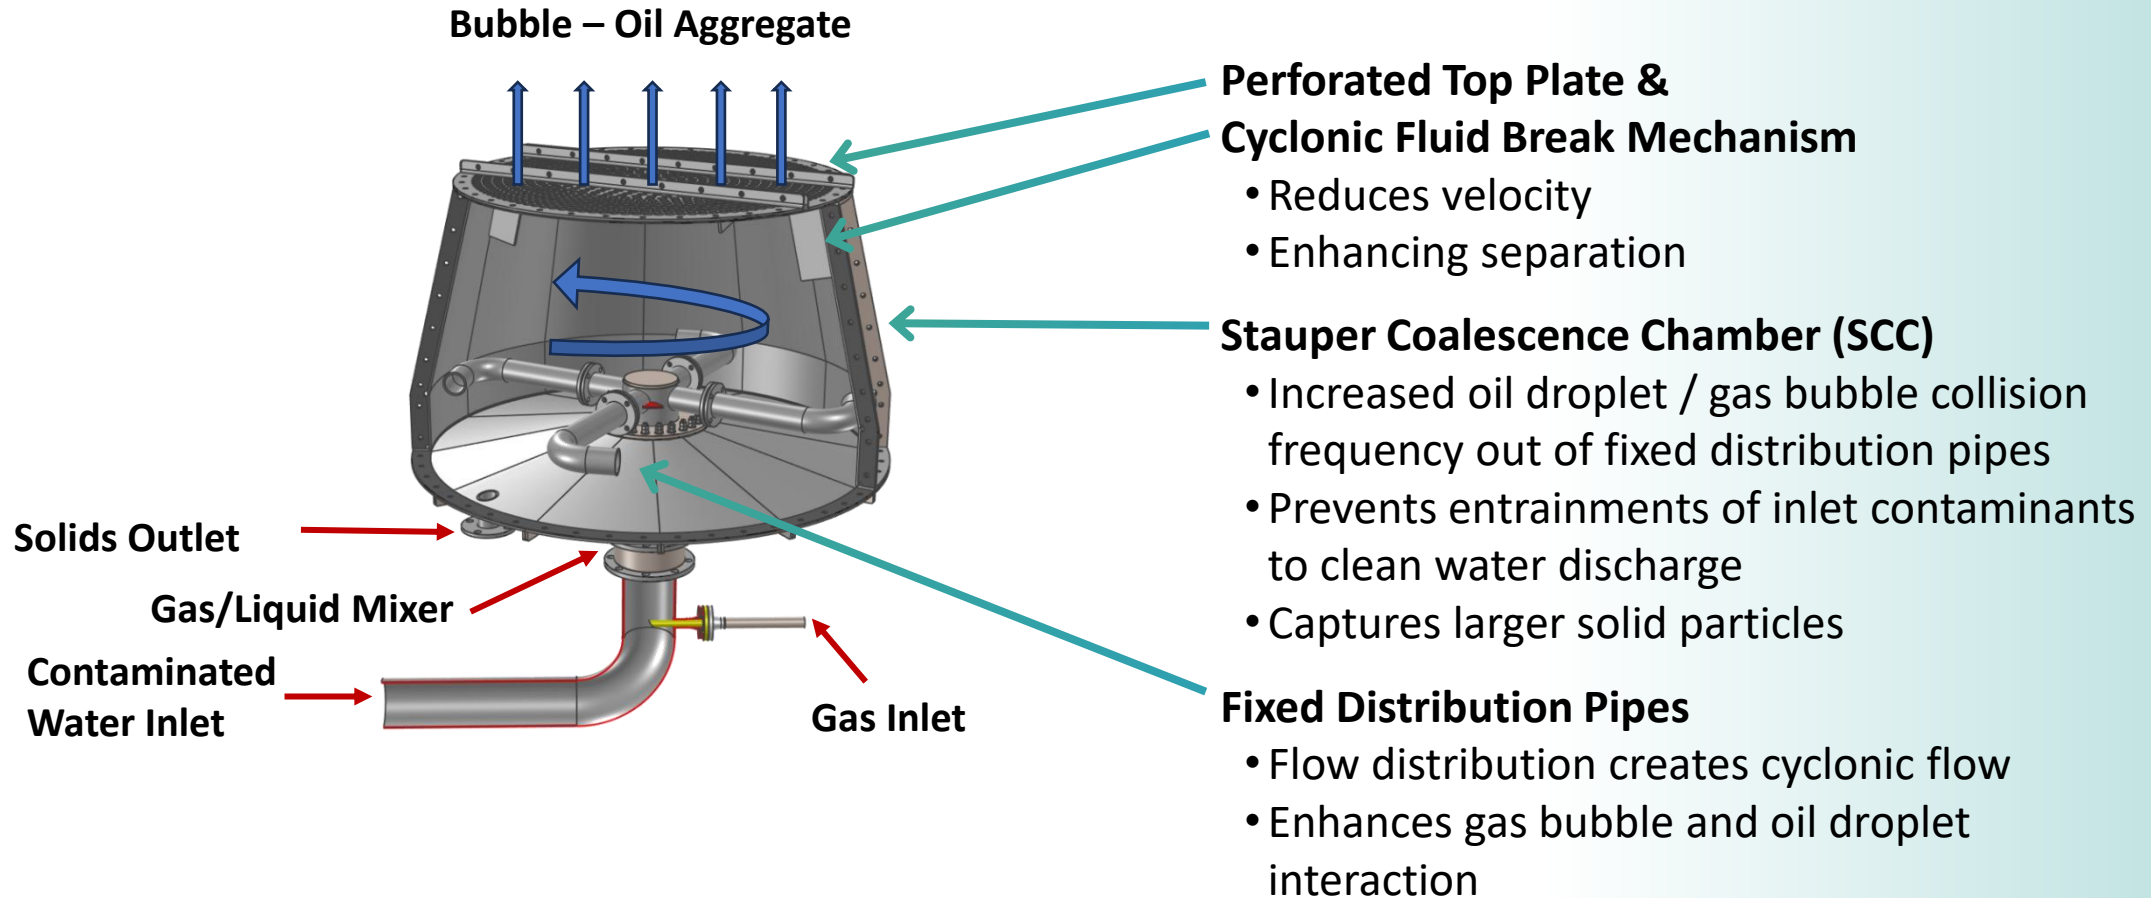 Bubble – Oil Aggregate
Perforated Top Plate &
Cyclonic Fluid Break Mechanism
• Reduces velocity
• Enhancing separation
Stauper Coalescence Chamber (SCC)
• Increased oil droplet / gas bubble collision
frequency out of fixed distribution pipes
• Prevents entrainments of inlet contaminants
to clean water discharge
• Captures larger solid particles
Fixed Distribution Pipes
• Flow distribution creates cyclonic flow
• Enhances gas bubble and oil droplet
interaction
Solids Outlet
Gas/Liquid Mixer
Contaminated
Water Inlet
Gas Inlet